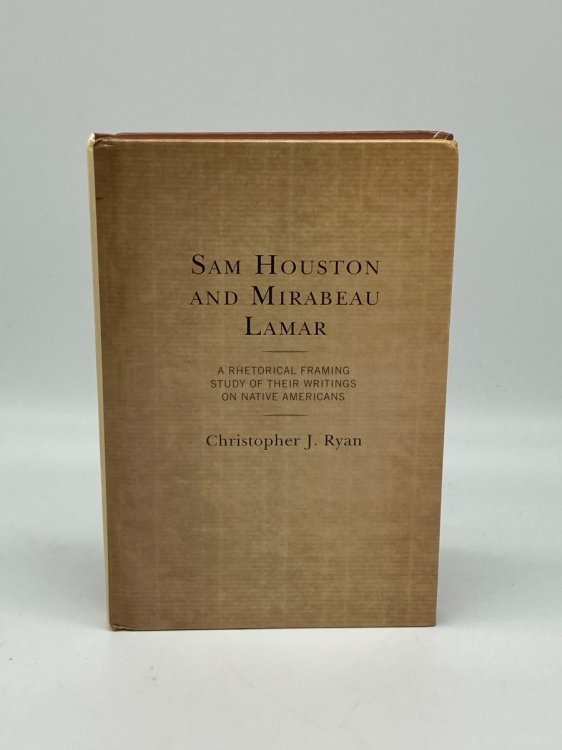 SAM HOUSTON
AND MIRABEAU
LAMAR
A RHETORICAL FRAMING
STUDY OF THEIR WRITINGS
ON NATIVE AMERICANS
Christopher J. Ryan